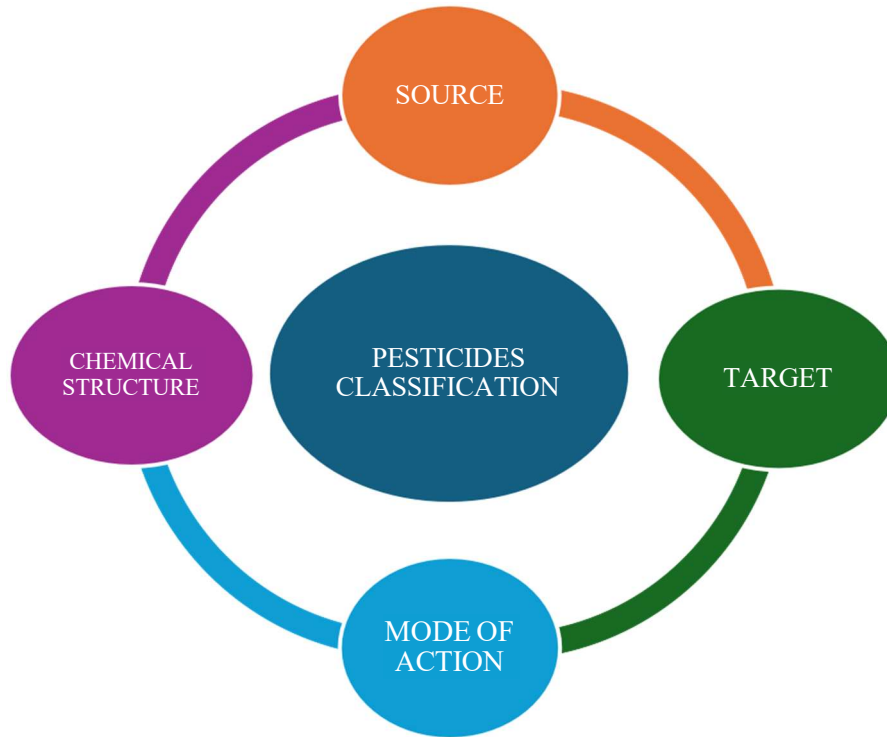 SOURCE
PESTICIDES
CLASSIFICATION
CHEMICAL
STRUCTURE
TARGET
MODE OF
ACTION